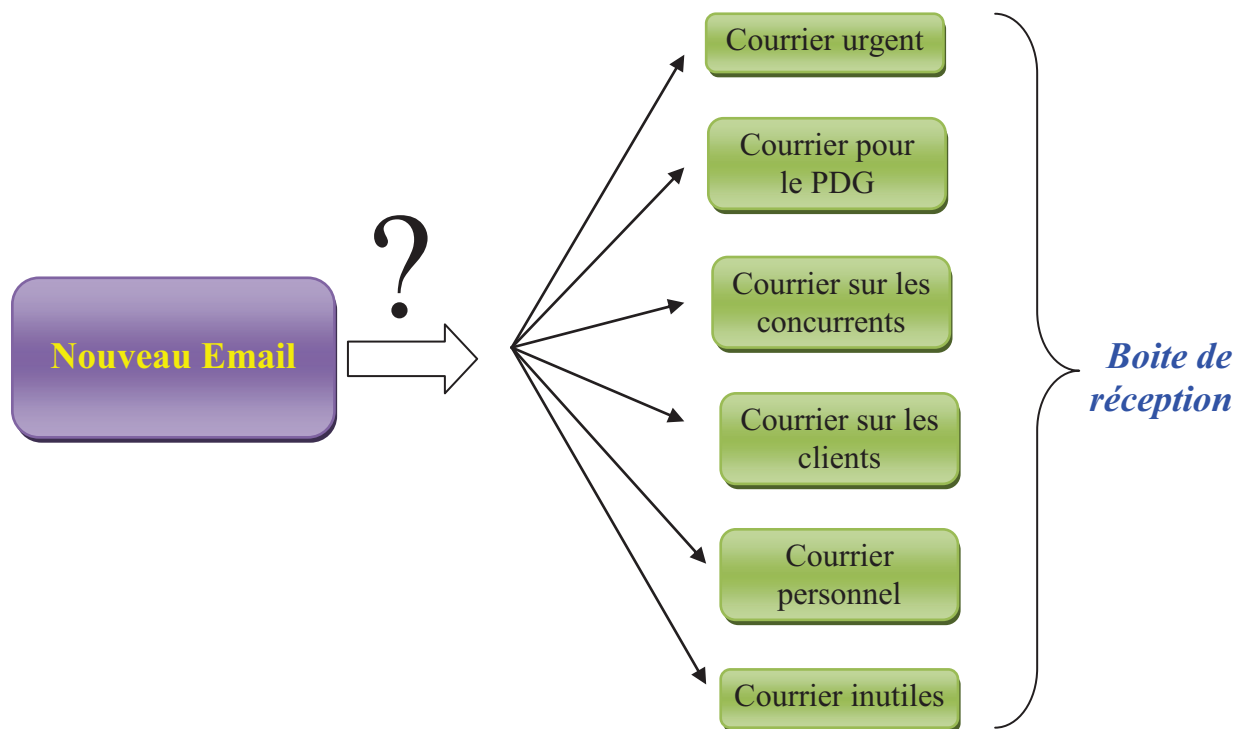 Courrier urgent
Courrier pour
le PDG
?
Nouveau Email
Courrier sur les
concurrents
Boite de
réception
Courrier sur les
clients
Courrier
personnel
Courrier inutiles